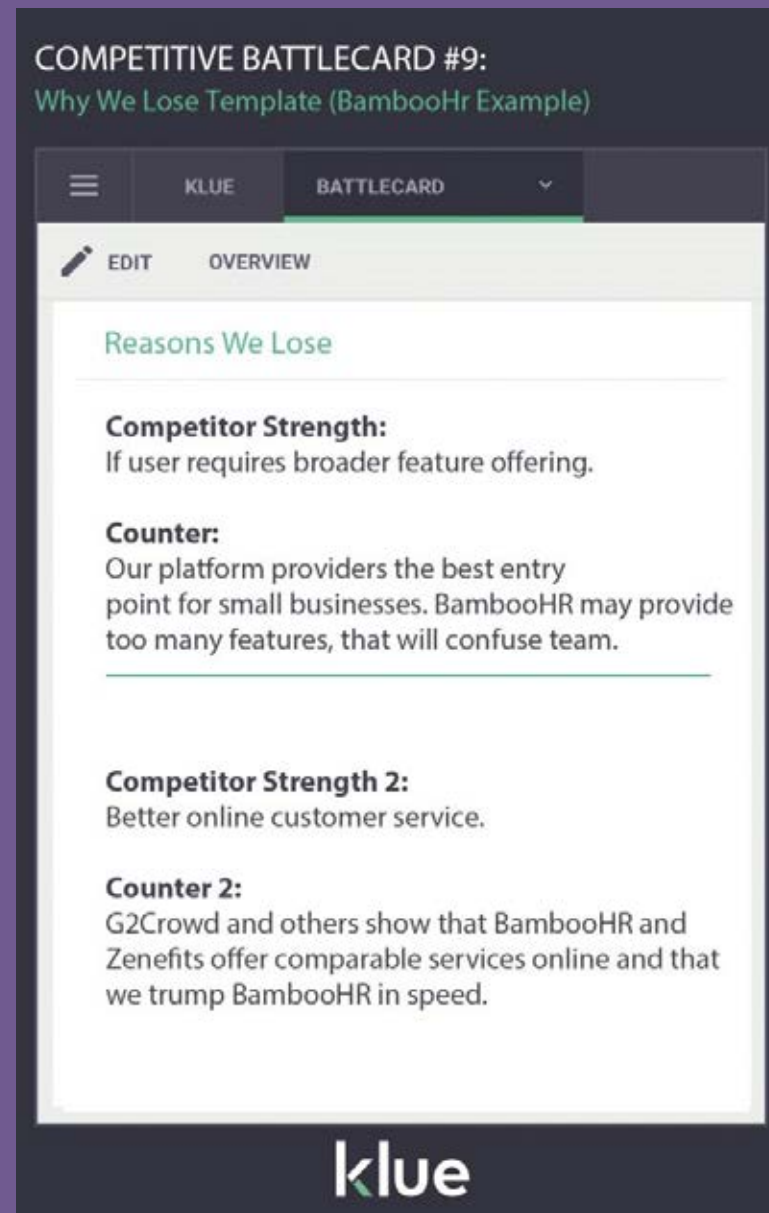 COMPETITIVE BATTLECARD #9:
Why We Lose Template (BambooHr Example)
KLUE BATTLECARD
EDIT OVERVIEW
Reasons We Lose
Competitor Strength:
If user requires broader feature offering.
Counter:
Our platform providers the best entry
point for small businesses. BambooHR may provide
too many features, that will confuse team.
Competitor Strength 2:
Better online customer service.
Counter 2:
G2Crowd and others show that BambooHR and
Zenefits offer comparable services online and that
we trump BambooHR in speed.
klue